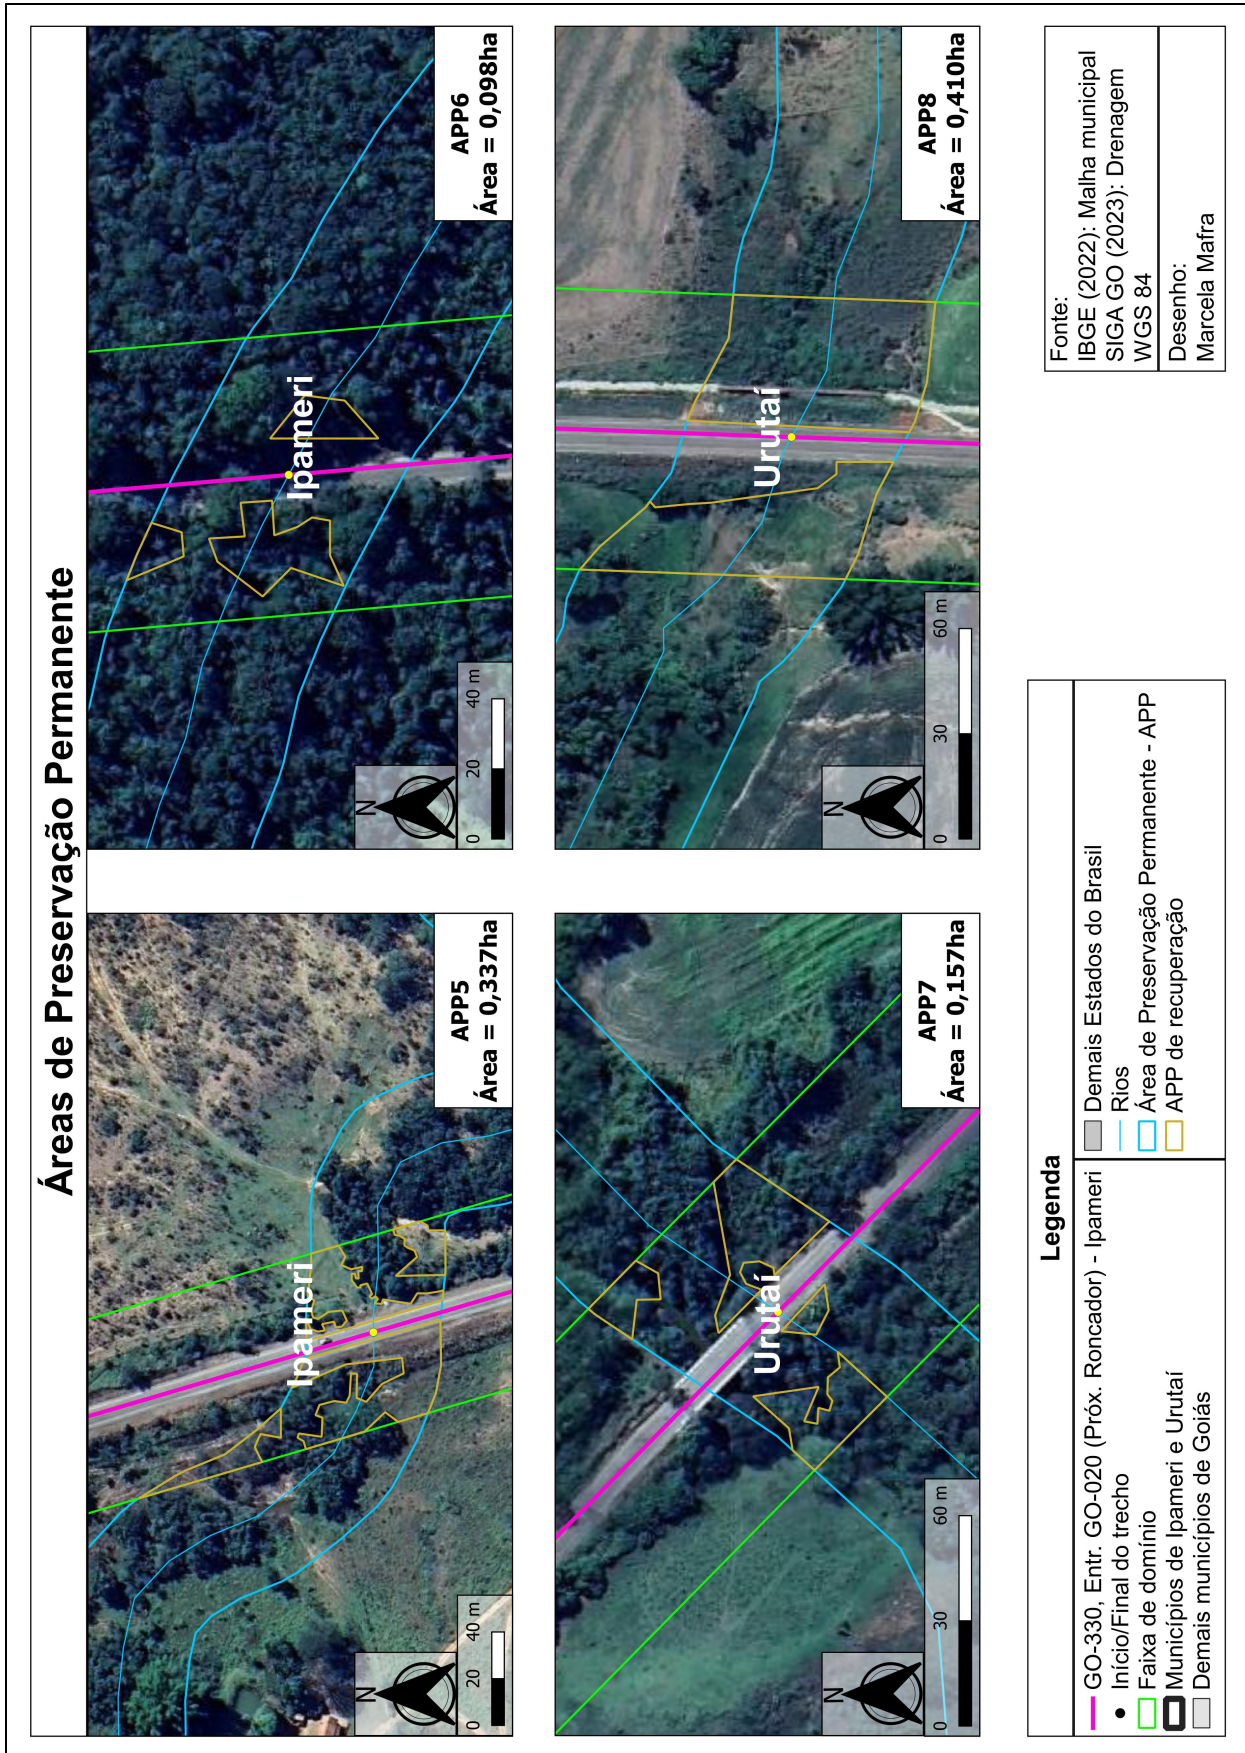 Áreas de Preservação Permanente
Ipameri
N
0 20 40 m
APP5
Área = 0,337ha
Ipameri
N
0 20 40 m
APP6
Área = 0,098ha
Urutaí
N
0 30 60 m
APP7
Área = 0,157ha
Urutaí
N
0 30 60 m
APP8
Área = 0,410ha
Legenda
GO-330, Entr. GO-020 (Próx. Roncador) - Ipameri
Início/Final do trecho
Faixa de domínio
Municípios de Ipameri e Urutaí
Demais municípios de Goiás
Demais Estados do Brasil
Rios
Área de Preservação Permanente - APP
APP de recuperação
Fonte:
IBGE (2022): Malha municipal
SIGA GO (2023): Drenagem
WGS 84
Desenho:
Marcela Mafra